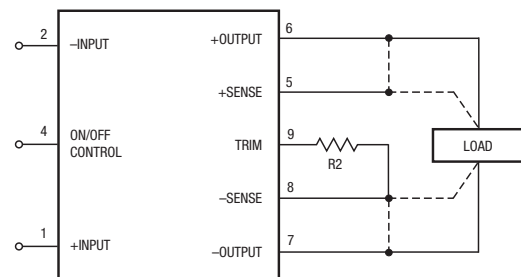 2 –INPUT
4 ON/OFF
CONTROL
1 +INPUT
+OUTPUT 6
+SENSE 5
TRIM 9
R2
–SENSE 8
–OUTPUT 7
LOAD